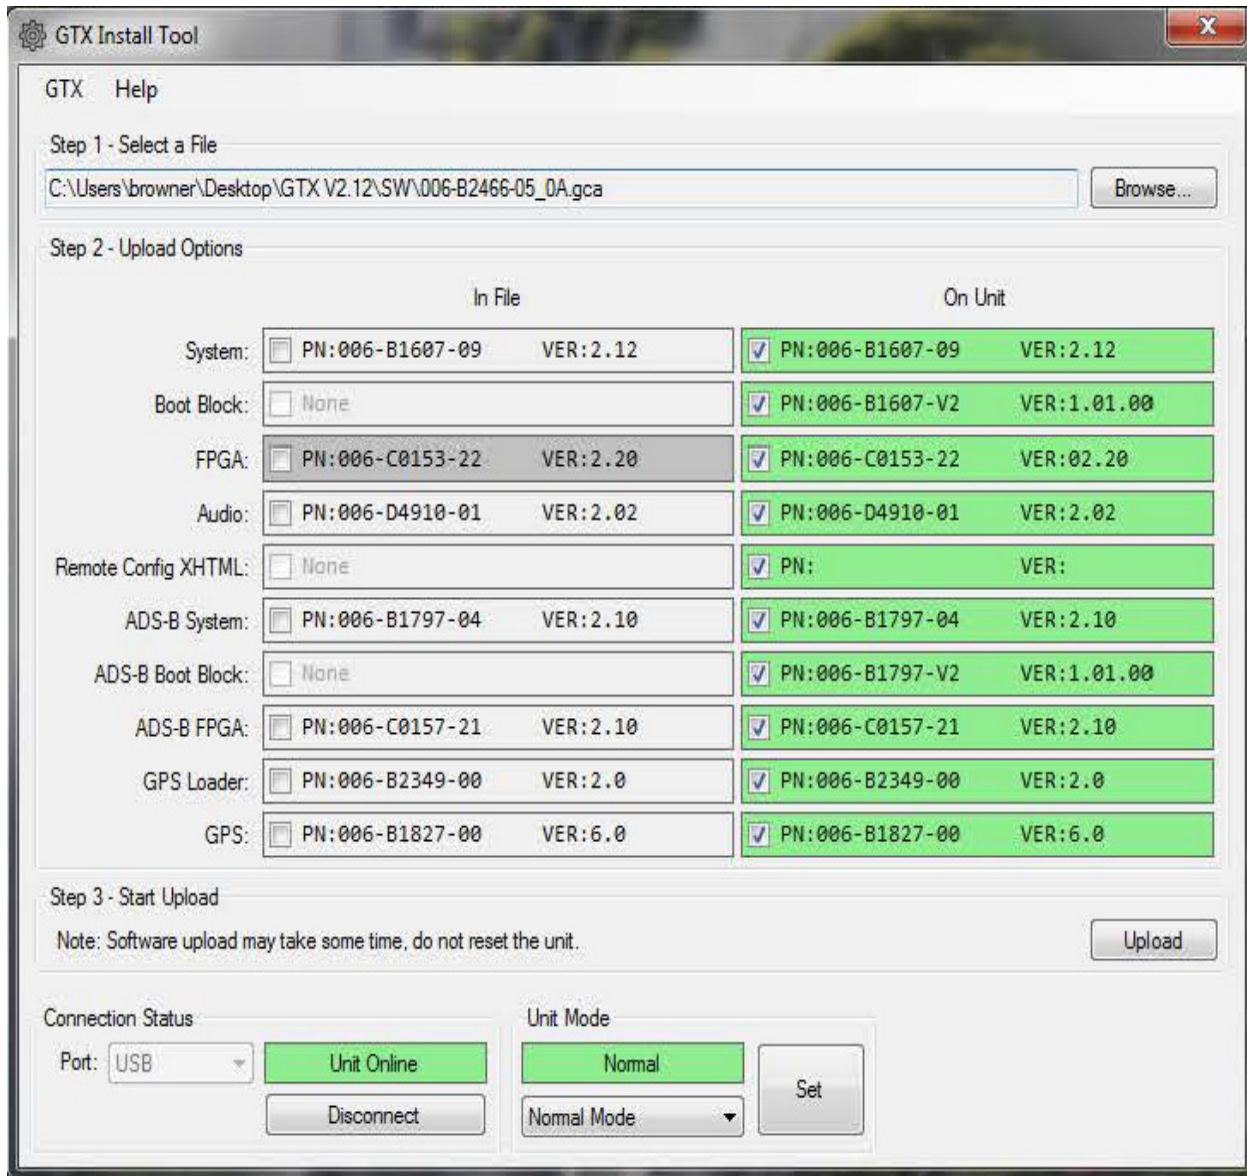 GTX Install Tool
GTX Help
Step 1 - Select a File
C:\Users\browner\Desktop\GTX V2.12\SW\006-B2466-05_0A.gca Browse...
Step 2 - Upload Options
In File On Unit
System: PN:006-B1607-09 VER:2.12 PN:006-B1607-09 VER:2.12
Boot Block: None PN:006-B1607-V2 VER:1.01.00
FPGA: PN:006-C0153-22 VER:2.20 PN:006-C0153-22 VER:02.20
Audio: PN:006-D4910-01 VER:2.02 PN:006-D4910-01 VER:2.02
Remote Config XHTML: None PN: VER:
ADS-B System: PN:006-B1797-04 VER:2.10 PN:006-B1797-04 VER:2.10
ADS-B Boot Block: None PN:006-B1797-V2 VER:1.01.00
ADS-B FPGA: PN:006-C0157-21 VER:2.10 PN:006-C0157-21 VER:2.10
GPS Loader: PN:006-B2349-00 VER:2.0 PN:006-B2349-00 VER:2.0
GPS: PN:006-B1827-00 VER:6.0 PN:006-B1827-00 VER:6.0
Step 3 - Start Upload
Note: Software upload may take some time, do not reset the unit. Upload
Connection Status Unit Mode
Port: USB Unit Online Normal
Set
Disconnect Normal Mode